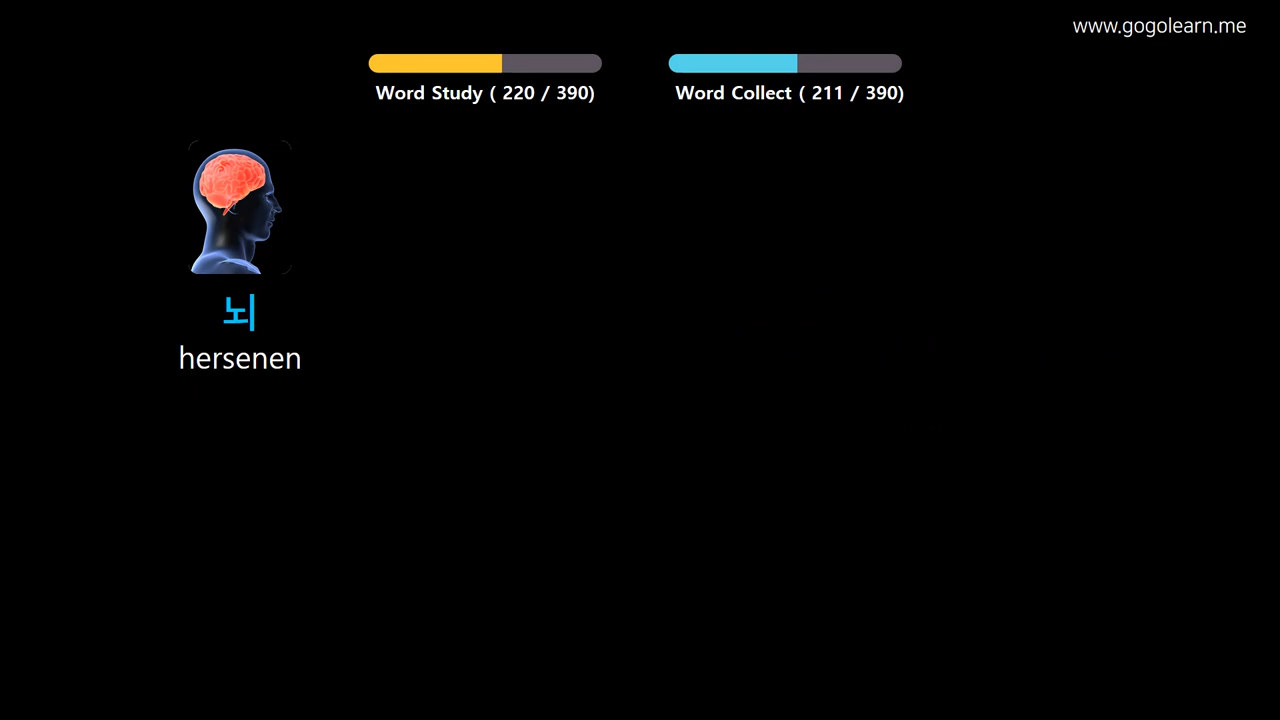 www.gogolearn.me
Word Study ( 220 / 390)
Word Collect ( 211 / 390)
뇌
hersenen